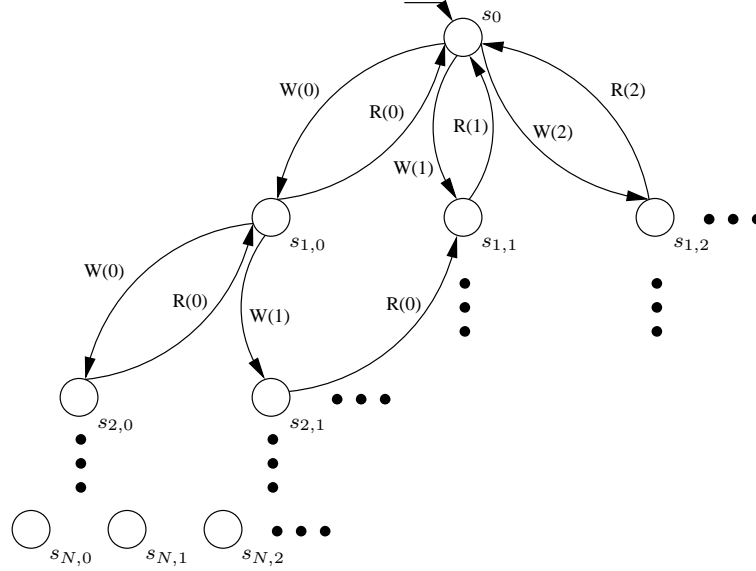 s0
W(0)
R(0)
R(1)
W(1)
W(2)
R(2)
s1,0
s1,1
s1,2
W(0)
R(0)
W(1)
R(0)
s2,0
s2,1
sN,0
sN,1
sN,2